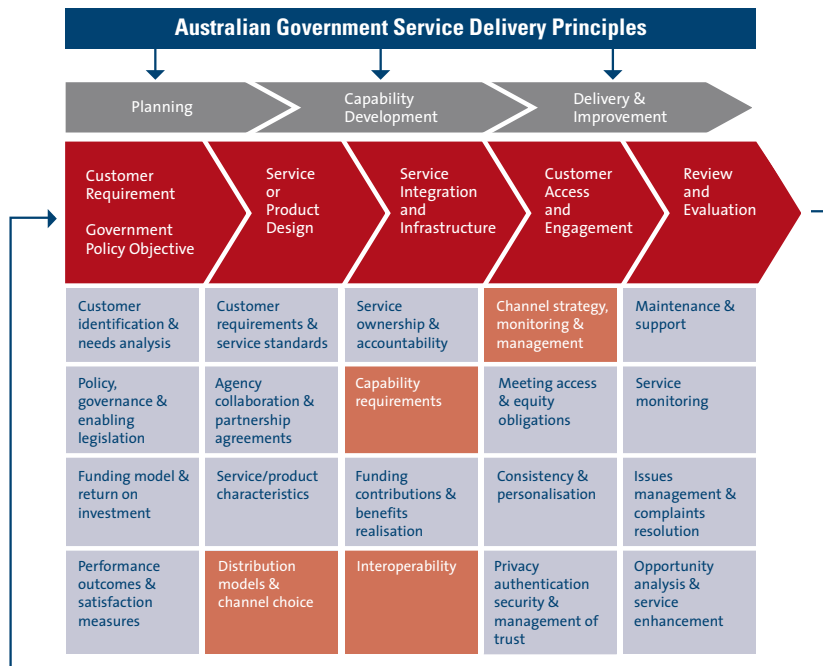 Australian Government Service Delivery Principles
Planning
Capability
Development
Delivery &
Improvement
Customer
Requirement
Government
Policy Objective
Service
or
Product
Design
Service
Integration
and
Infrastructure
Customer
Access
and
Engagement
Review
and
Evaluation
Customer
identification &
needs analysis
Customer
requirements &
service standards
Service
ownership &
accountability
Channel strategy,
monitoring &
management
Maintenance &
support
Policy,
governance &
enabling
legislation
Agency
collaboration &
partnership
agreements
Capability
requirements
Meeting access
& equity
obligations
Service
monitoring
Funding model &
return on
investment
Service/product
characteristics
Funding
contributions &
benefits
realisation
Consistency &
personalisation
Issues
management &
complaints
resolution
Performance
outcomes &
satisfaction
measures
Distribution
models &
channel choice
Interoperability
Privacy
authentication
security &
management of
trust
Opportunity
analysis &
service
enhancement